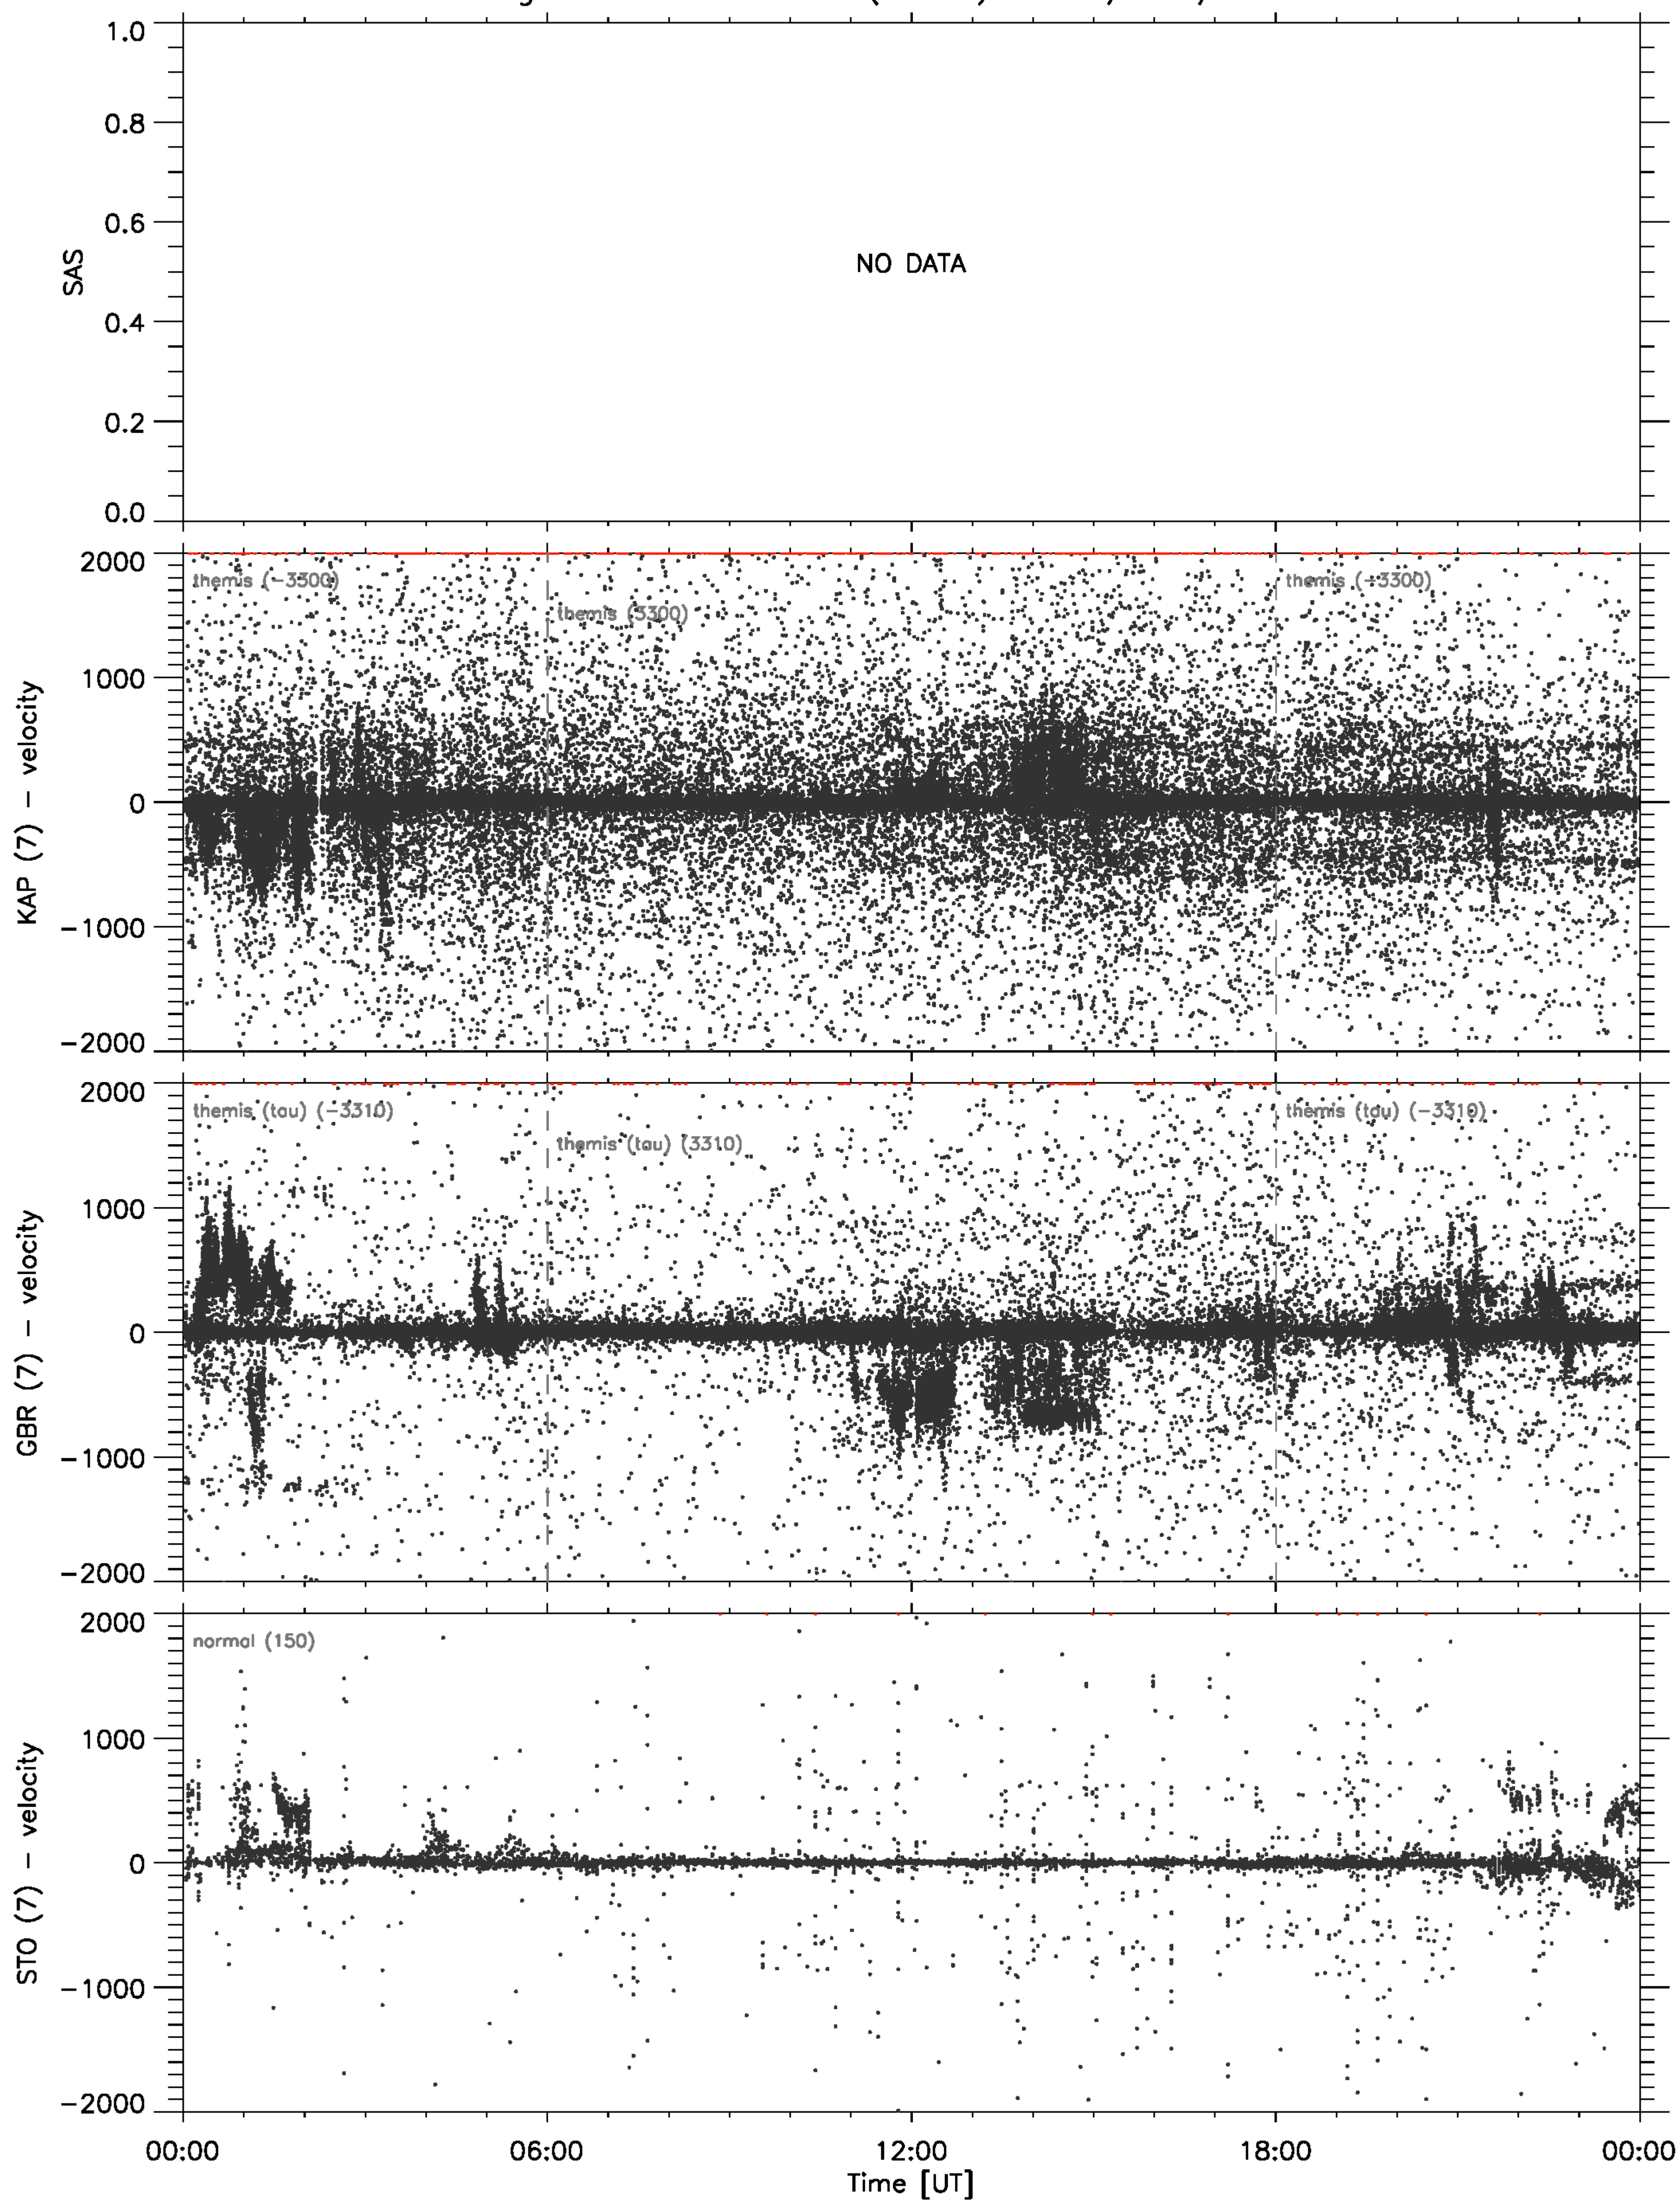 1.0
0.8
0.6
0.4
0.2
0.0
SAS
NO DATA
2000
1000
0
−1000
−2000
KAP (7) − velocity
themis (−3300)
themis (3300)
themis (−3300)
2000
1000
0
−1000
−2000
GBR (7) − velocity
themis (tau) (−3310)
themis (tau) (3310)
themis (tau) (−3310)
2000
1000
0
−1000
−2000
STO (7) − velocity
normal (150)
00:00 06:00 12:00 18:00 00:00
Time [UT]